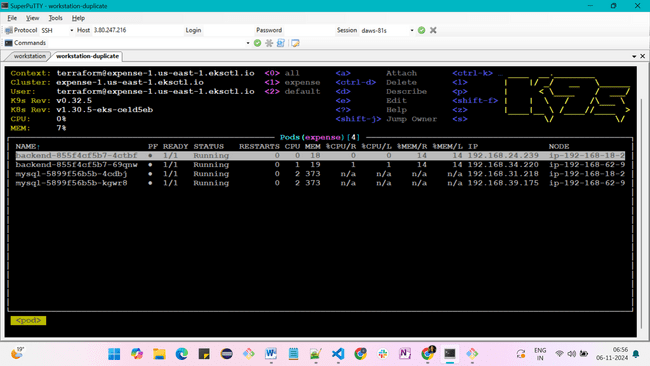 SuperPuTTY - workstation-duplicate
File View Tools Help
Protocol SSH Host 3.80.247.216 Login Password Session daws-81s
Commands
workstation workstation-duplicate
Context: terraform@expense-1.us-east-1.eksctl.io <0> all <a> Attach <ctrl-k>
Cluster: expense-1.us-east-1.eksctl.io <1> expense <ctrl-d> Delete <l>
User: terraform@expense-1.us-east-1.eksctl.io <2> default <d> Describe <p>
K9s Rev: v0.32.5 <e> Edit <shift-f>
K8s Rev: v1.30.5-eks-ce1d5eb <?> Help <z>
CPU: 0% <shift-j> Jump Owner <s>
MEM: 7%
Pods(expense)[4]
NAME↑ PF READY STATUS RESTARTS CPU MEM %CPU/R %CPU/L %MEM/R %MEM/L IP NODE
backend-855f4cf5b7-4ctbf ● 1/1 Running 0 0 18 0 0 14 14 192.168.24.239 ip-192-168-18-2
backend-855f4cf5b7-69qnw ● 1/1 Running 0 1 19 1 1 14 14 192.168.34.220 ip-192-168-62-9
mysql-5899f56b5b-4cdbj ● 1/1 Running 0 2 373 n/a n/a n/a n/a 192.168.31.218 ip-192-168-18-2
mysql-5899f56b5b-kgwr8 ● 1/1 Running 0 2 373 n/a n/a n/a n/a 192.168.39.175 ip-192-168-62-9
<pod>
19°
ENG
IN
06:56
06-11-2024